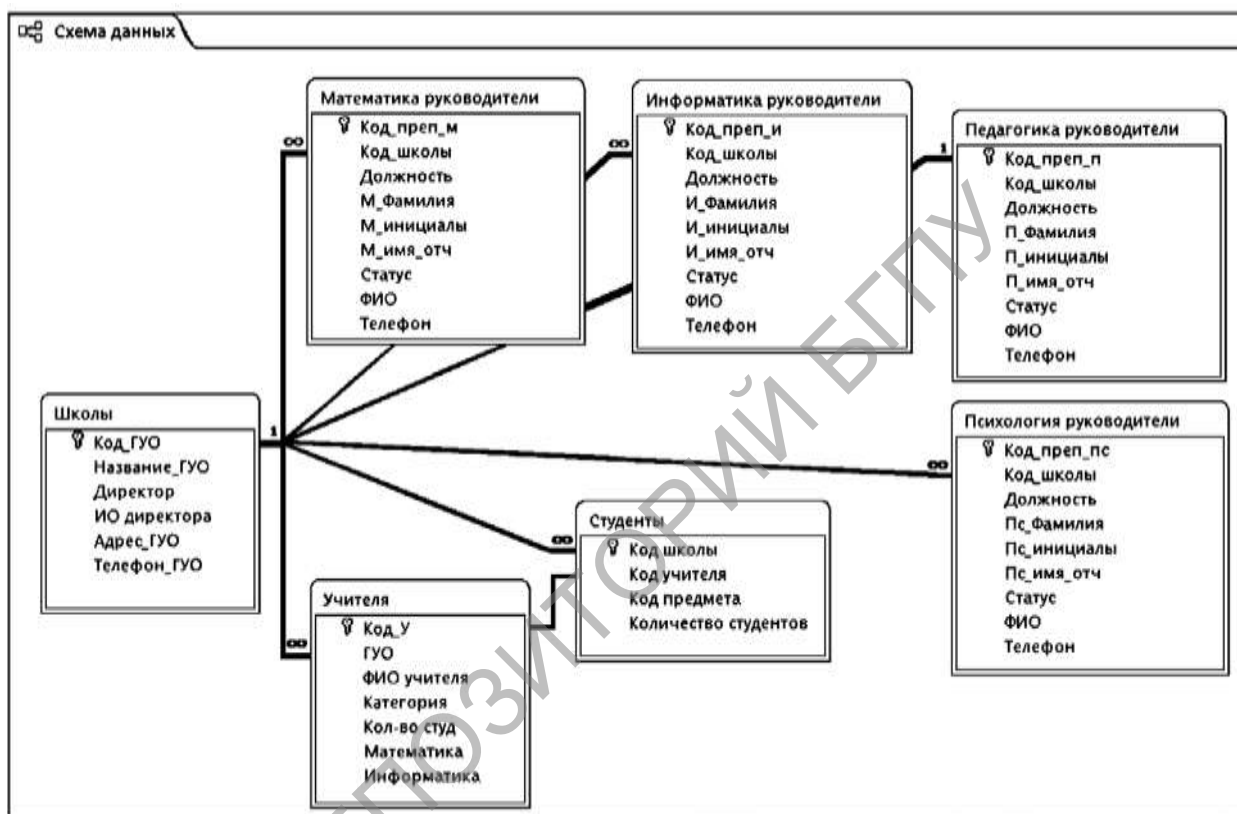 Схема данных
Математика руководители
Код_преп_м
Код_школы
Должность
М_Фамилия
М_инициалы
М_имя_отч
Статус
ФИО
Телефон
Информатика руководители
Код_преп_и
Код_школы
Должность
И_Фамилия
И_инициалы
И_имя_отч
Статус
ФИО
Телефон
Педагогика руководители
Код_преп_п
Код_школы
Должность
П_Фамилия
П_инициалы
П_имя_отч
Статус
ФИО
Телефон
∞
∞
1
Школы
Код_ГУО
Название_ГУО
Директор
ИО директора
Адрес_ГУО
Телефон_ГУО
1
Психология руководители
Код_преп_пс
Код_школы
Должность
Пс_Фамилия
Пс_инициалы
Пс_имя_отч
Статус
ФИО
Телефон
∞
Студенты
Код школы
Код учителя
Код предмета
Количество студентов
∞
Учителя
Код_У
ГУО
ФИО учителя
Категория
Кол-во студ
Математика
Информатика
∞
ПОЗИТОРИЙ БГПУ